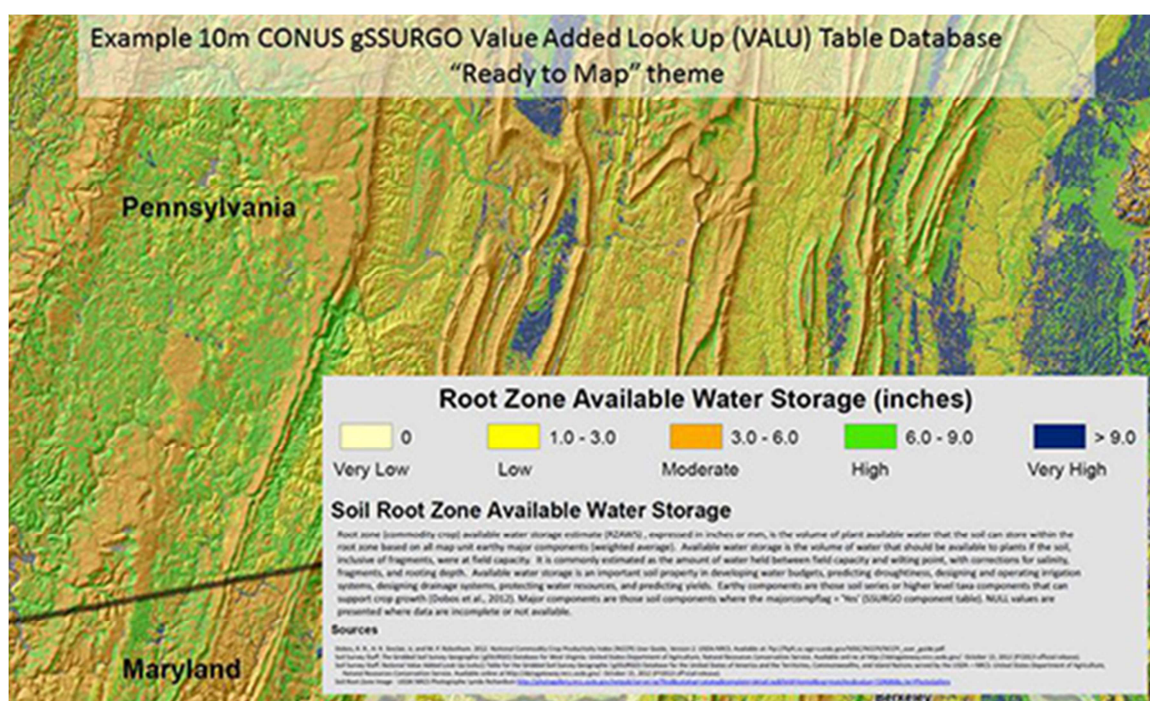 Example 10m CONUS gSSURGO Value Added Look Up (VALU) Table Database
“Ready to Map” theme
Pennsylvania
Root Zone Available Water Storage (inches)
0 1.0 - 3.0 3.0 - 6.0 6.0 - 9.0 > 9.0
Very Low Low Moderate High Very High
Soil Root Zone Available Water Storage
Root zone (commodity crop) available water storage estimate (RZAWS) , expressed in inches or mm, is the volume of plant available water that the soil can store within the
root zone based on all map unit earthy major components (weighted average). Available water storage is the volume of water that should be available to plants if the soil,
inclusive of fragments, were at field capacity. It is commonly estimated as the amount of water held between field capacity and wilting point, with corrections for salinity,
fragments, and rooting depth. Available water storage is an important soil property in developing water budgets, predicting droughtiness, designing and operating irrigation
systems, designing drainage systems, protecting water resources, and predicting yields. Earthy components are those soil series or higher level taxa components that can
support crop growth (Dobos et al., 2012). Major components are those soil components where the majorcompflag = 'Yes' (SSURGO component table). NULL values are
presented where data are incomplete or not available.
Sources
Maryland